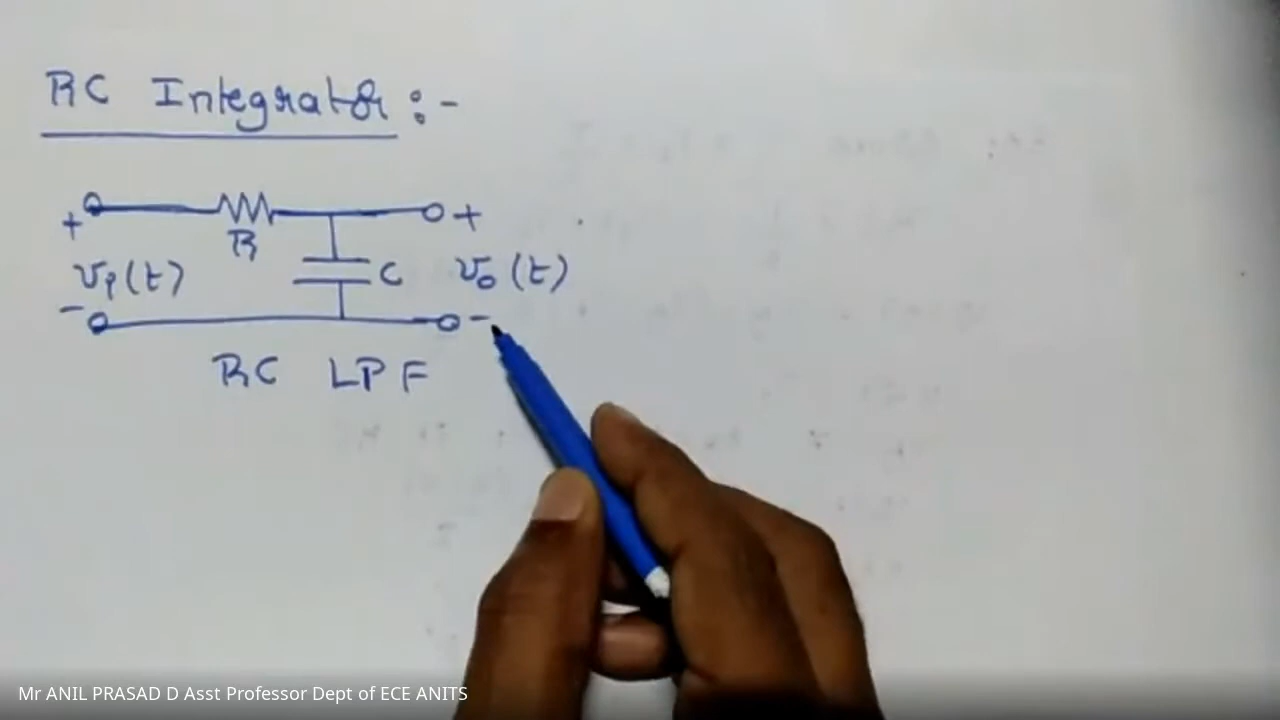 RC Integrator :-
+ R +
vi(t) C vo(t)
- -
RC LPF
Mr ANIL PRASAD D Asst Professor Dept of ECE ANITS